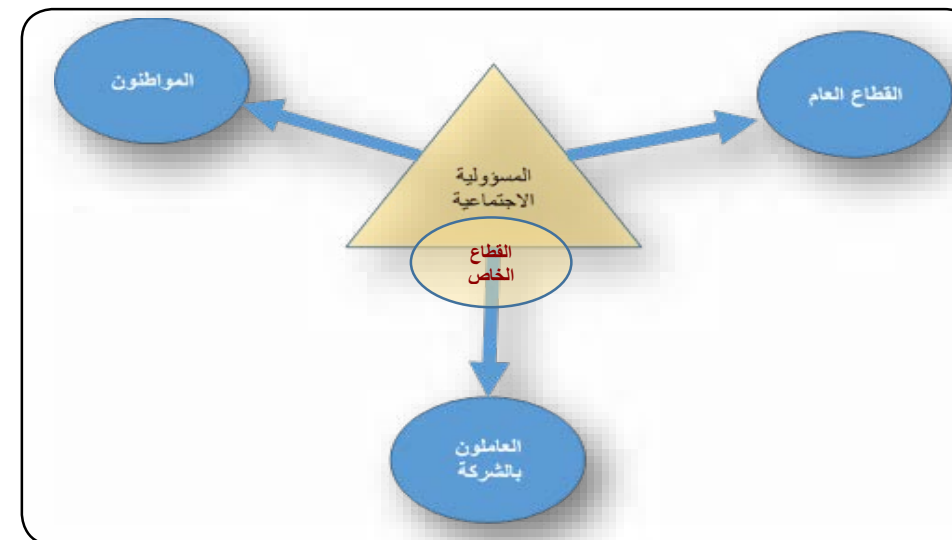 القطاع العام
المواطنون
المسؤولية
الاجتماعية
القطاع
الخاص
العاملون
بالشركة